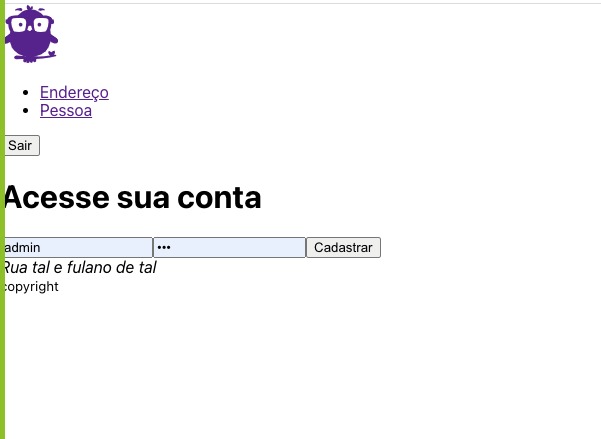 Endereço
Pessoa
Sair
Acesse sua conta
admin ••• Cadastrar
Rua tal e fulano de tal
copyright